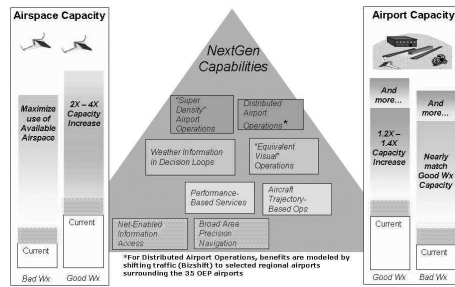 Airspace Capacity
Maximize
use of
Available
Airspace
2X – 4X
Capacity
Increase
Current
Current
Bad Wx
Good Wx
NextGen
Capabilities
"Super
Density"
Airport
Operations
Distributed
Airport
Operations*
Weather Information
In Decision Loops
"Equivalent
Visual"
Operations
Performance-
Based Services
Aircraft
Trajectory-
Based Ops
Net-Enabled
Information
Access
Broad Area
Precision
Navigation
*For Distributed Airport Operations, benefits are modeled by
shifting traffic (Bizshift) to selected regional airports
surrounding the 35 OEP airports
Airport Capacity
And
more...
1.2X –
1.4X
Capacity
Increase
Current
And
more...
Nearly
match
Good Wx
Capacity
Current
Good Wx
Bad Wx